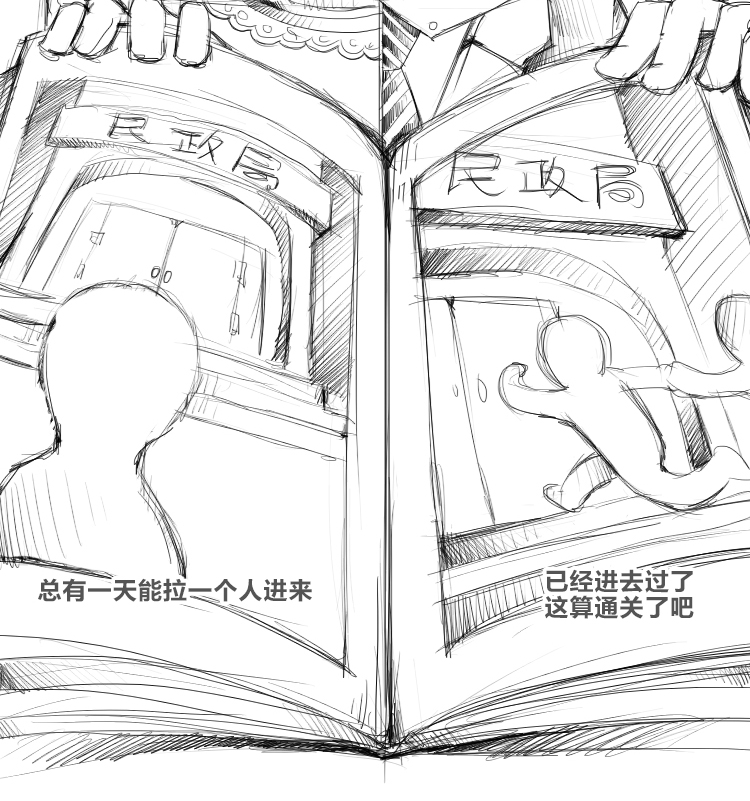 民政局
总有一天能拉一个人进来
民政局
已经进去过了
这算通关了吧